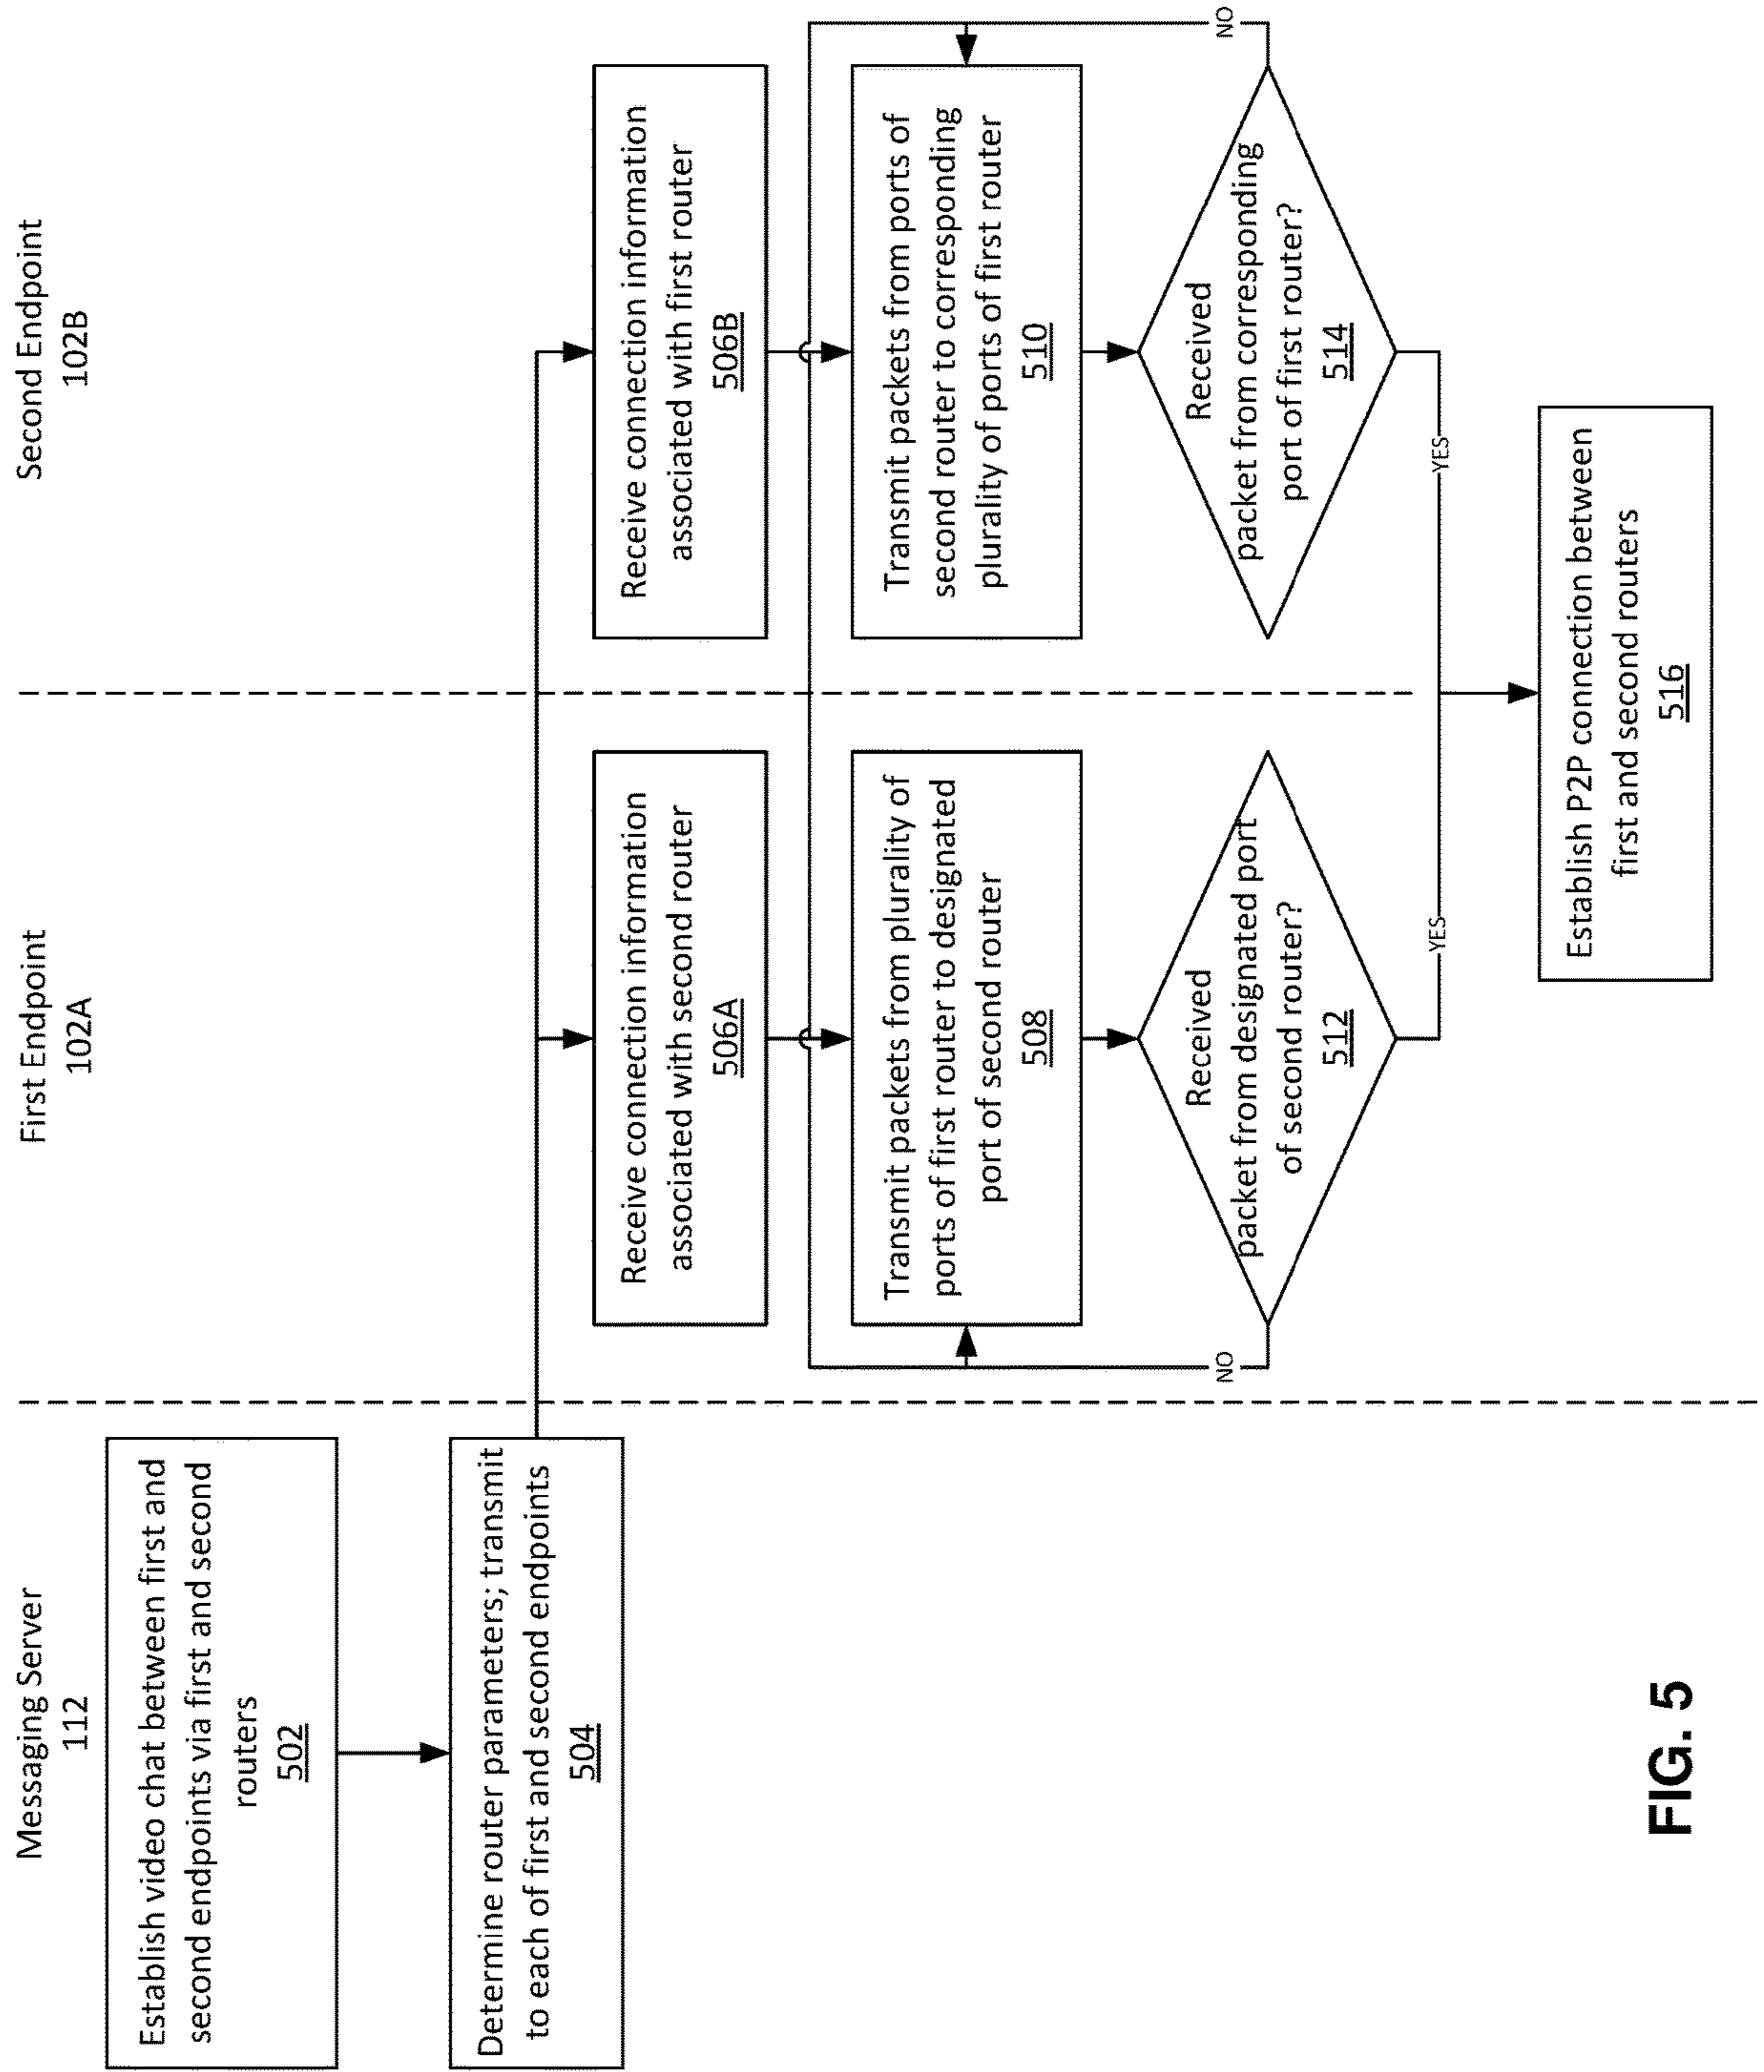 Messaging Server
112
Establish video chat between first and
second endpoints via first and second
routers
502
Determine router parameters; transmit
to each of first and second endpoints
504
First Endpoint
102A
Receive connection information
associated with second router
506A
Transmit packets from plurality of
ports of first router to designated
port of second router
508
Received
packet from designated port
of second router?
512
NO
YES
Second Endpoint
102B
Receive connection information
associated with first router
506B
Transmit packets from ports of
second router to corresponding
plurality of ports of first router
510
Received
packet from corresponding
port of first router?
514
NO
YES
Establish P2P connection between
first and second routers
516
FIG. 5